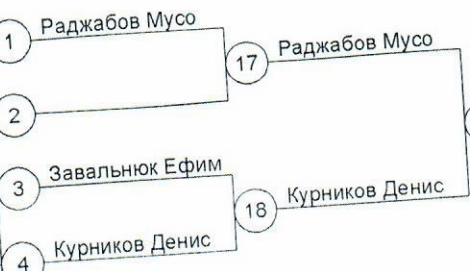 1 Раджабов Мусо
17 Раджабов Мусо
2
3 Завальнюк Ефим
18 Курников Денис
4 Курников Денис